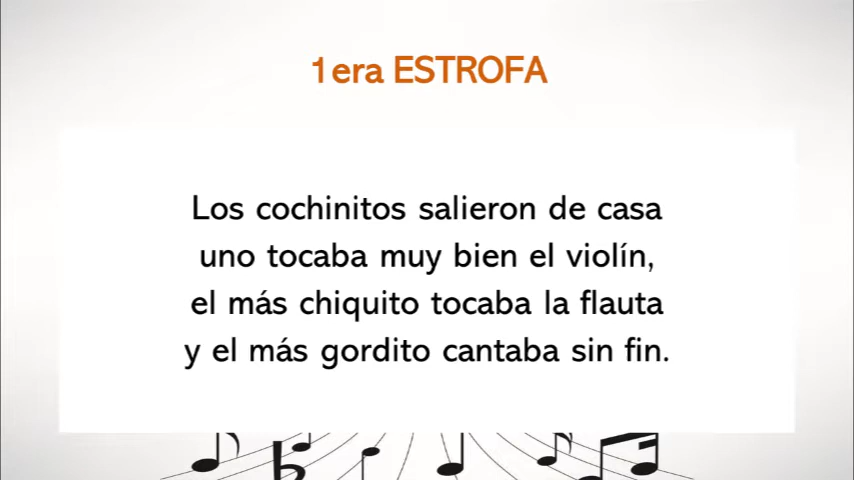 1era ESTROFA
Los cochinitos salieron de casa
uno tocaba muy bien el violín,
el más chiquito tocaba la flauta
y el más gordito cantaba sin fin.